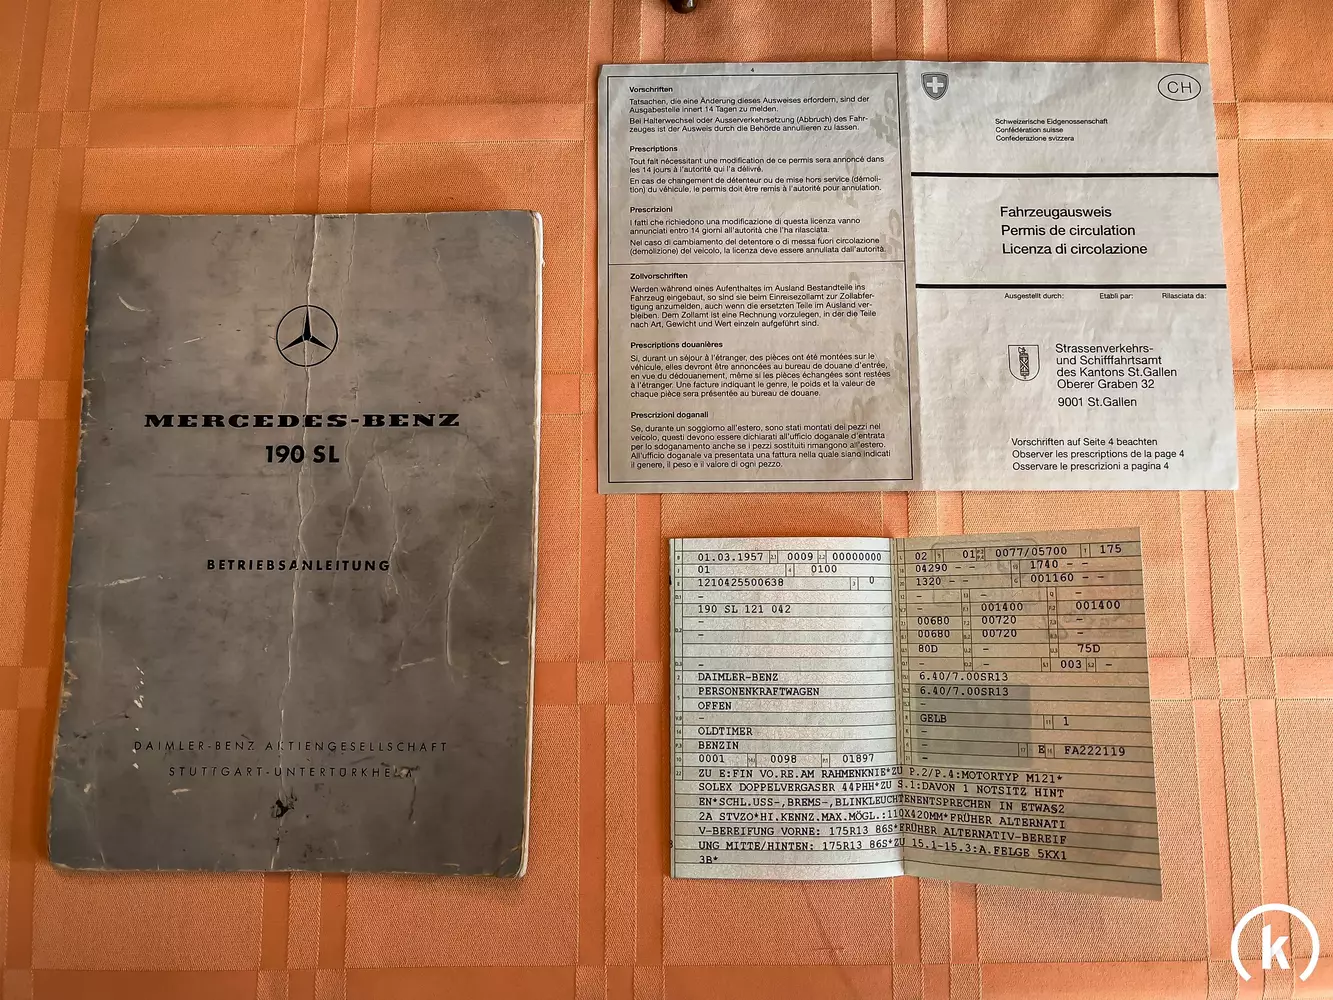 MERCEDES-BENZ
190 SL
BETRIEBSANLEITUNG
DAIMLER-BENZ AKTIENGESELLSCHAFT
STUTTGART-UNTERTÜRKHEIM
4
Vorschriften
Tatsachen, die eine Änderung dieses Ausweises erfordern, sind der
Ausgabestelle innert 14 Tagen zu melden.
Bei Halterwechsel oder Ausserverkehrsetzung (Abbruch) des Fahr-
zeuges ist der Ausweis durch die Behörde annullieren zu lassen.
Prescriptions
Tout fait nécessitant une modification de ce permis sera annoncé dans
les 14 jours à l'autorité qui l'a délivré.
En cas de changement de détenteur ou de mise hors service (démoli-
tion) du véhicule, le permis doit être remis à l'autorité pour annulation.
Prescrizioni
I fatti che richiedono una modificazione di questa licenza vanno
annunciati entro 14 giorni all'autorità che l'ha rilasciata.
Nel caso di cambiamento del detentore o di messa fuori circolazione
(demolizione) del veicolo, la licenza deve essere annullata dall'autorità.
Zollvorschriften
Werden während eines Aufenthaltes im Ausland Bestandteile ins
Fahrzeug eingebaut, so sind sie beim Einreisezollamt zur Zollabfer-
tigung anzumelden, auch wenn die ersetzten Teile im Ausland ver-
bleiben. Dem Zollamt ist eine Rechnung vorzulegen, in der die Teile
nach Art, Gewicht und Wert einzeln aufgeführt sind.
Prescriptions douanières
Si, durant un séjour à l'étranger, des pièces ont été montées sur le
véhicule, elles devront être annoncées au bureau de douane d'entrée,
en vue du dédouanement, même si les pièces échangées sont restées
à l'étranger. Une facture indiquant le genre, le poids et la valeur de
chaque pièce sera présentée au bureau de douane.
Prescrizioni doganali
Se, durante un soggiorno all'estero, sono stati montati dei pezzi nel
veicolo, questi devono essere dichiarati all'ufficio doganale d'entrata
per lo sdoganamento anche se i pezzi sostituiti rimangono all'estero.
All'ufficio doganale va presentata una fattura nella quale siano indicati
il genere, il peso e il valore di ogni pezzo.
CH
Schweizerische Eidgenossenschaft
Confédération suisse
Confederazione svizzera
Fahrzeugausweis
Permis de circulation
Licenza di circolazione
Ausgestellt durch: Etabli par: Rilasciata da:
Strassenverkehrs-
und Schifffahrtsamt
des Kantons St.Gallen
Oberer Graben 32
9001 St.Gallen
Vorschriften auf Seite 4 beachten
Observer les prescriptions de la page 4
Osservare le prescrizioni a pagina 4
01.03.1957 0009 00000000
01 0100
1210425500638 0
–
190 SL 121 042
–
–
–
DAIMLER-BENZ
PERSONENKRAFTWAGEN
OFFEN
–
OLDTIMER
BENZIN
0001 0098 01897
02 01 0077/05700 175
04290 – – 1740 – –
1320 – – 001160 – –
– – –
– 001400 001400
00680 00720 –
00680 00720 –
80D – 75D
– – 003 –
6.40/7.00SR13
6.40/7.00SR13
–
GELB 1
–
– E FA222119
ZU E:FIN VO.RE.AM RAHMENKNIE*ZU P.2/P.4:MOTORTYP M121*
SOLEX DOPPELVERGASER 44PHH*ZU S.1:DAVON 1 NOTSITZ HINT
EN*SCHL.USS-,BREMS-,BLINKLEUCHTENENTSPRECHEN IN ETWAS2
2A STVZO*HI.KENNZ.MAX.MÖGL.:110X420MM*FRÜHER ALTERNATI
V-BEREIFUNG VORNE: 175R13 86S*FRÜHER ALTERNATIV-BEREIF
UNG MITTE/HINTEN: 175R13 86S*ZU 15.1-15.3:A.FELGE 5KX1
3B*
k